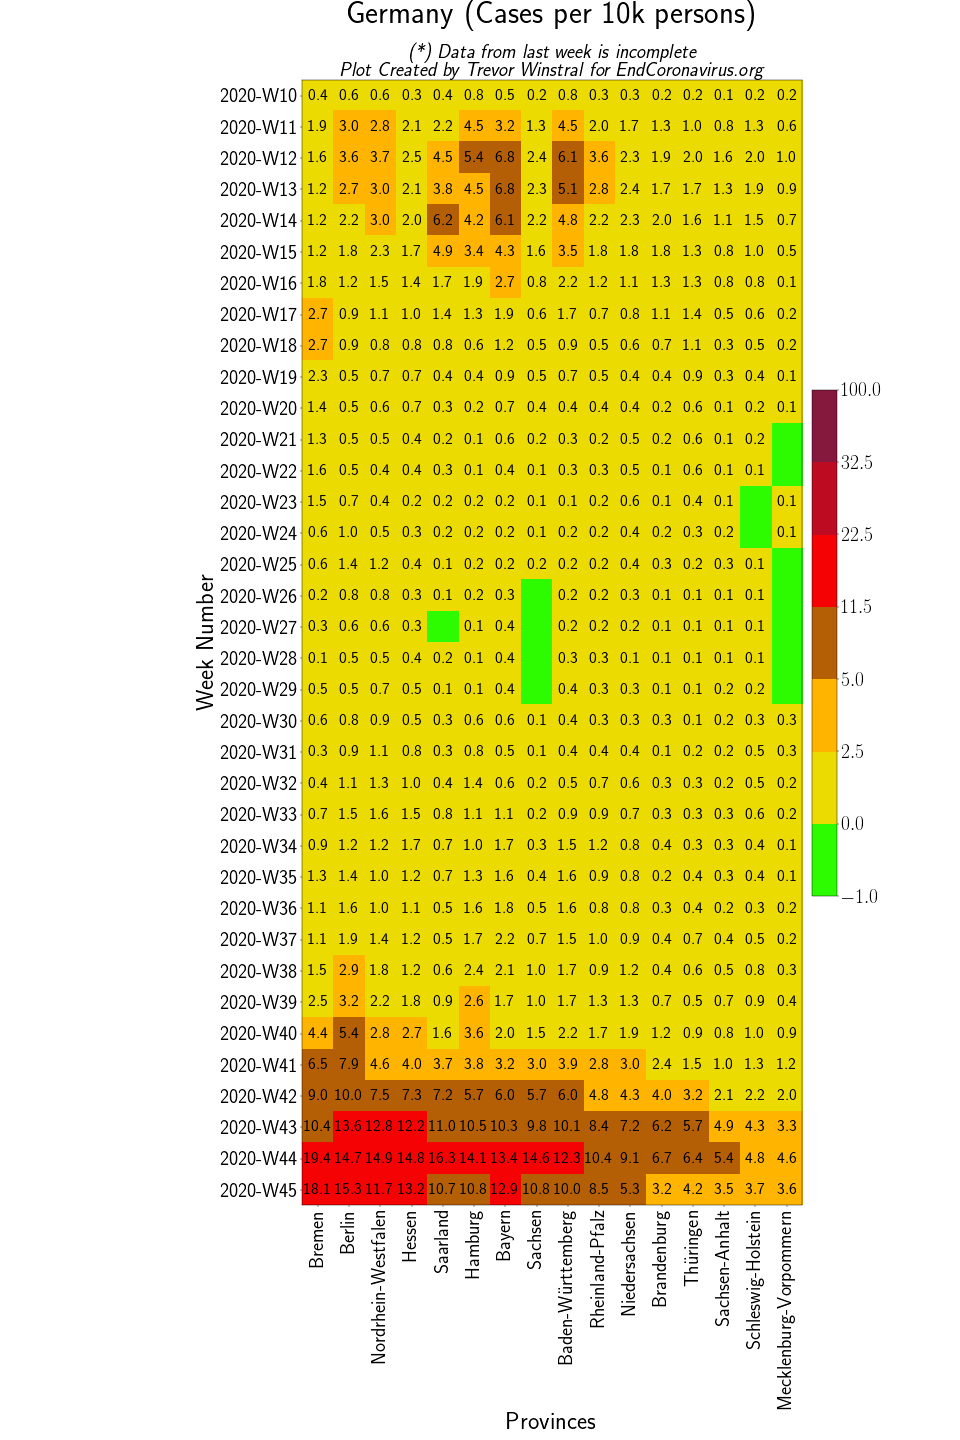 Germany (Cases per 10k persons)
(*) Data from last week is incomplete
Plot Created by Trevor Winstral for EndCoronavirus.org
2020-W10 0.4 0.6 0.6 0.3 0.4 0.8 0.5 0.2 0.8 0.3 0.3 0.2 0.2 0.1 0.2 0.2
2020-W11 1.9 3.0 2.8 2.1 2.2 4.5 3.2 1.3 4.5 2.0 1.7 1.3 1.0 0.8 1.3 0.6
2020-W12 1.6 3.6 3.7 2.5 4.5 5.4 6.8 2.4 6.1 3.6 2.3 1.9 2.0 1.6 2.0 1.0
2020-W13 1.2 2.7 3.0 2.1 3.8 4.5 6.8 2.3 5.1 2.8 2.4 1.7 1.7 1.3 1.9 0.9
2020-W14 1.2 2.2 3.0 2.0 6.2 4.2 6.1 2.2 4.8 2.2 2.3 2.0 1.6 1.1 1.5 0.7
2020-W15 1.2 1.8 2.3 1.7 4.9 3.4 4.3 1.6 3.5 1.8 1.8 1.8 1.3 0.8 1.0 0.5
2020-W16 1.8 1.2 1.5 1.4 1.7 1.9 2.7 0.8 2.2 1.2 1.1 1.3 1.3 0.8 0.8 0.1
2020-W17 2.7 0.9 1.1 1.0 1.4 1.3 1.9 0.6 1.7 0.7 0.8 1.1 1.4 0.5 0.6 0.2
2020-W18 2.7 0.9 0.8 0.8 0.8 0.6 1.2 0.5 0.9 0.5 0.6 0.7 1.1 0.3 0.5 0.2
2020-W19 2.3 0.5 0.7 0.7 0.4 0.4 0.9 0.5 0.7 0.5 0.4 0.4 0.9 0.3 0.4 0.1
2020-W20 1.4 0.5 0.6 0.7 0.3 0.2 0.7 0.4 0.4 0.4 0.4 0.2 0.6 0.1 0.2 0.1
2020-W21 1.3 0.5 0.5 0.4 0.2 0.1 0.6 0.2 0.3 0.2 0.5 0.2 0.6 0.1 0.2
2020-W22 1.6 0.5 0.4 0.4 0.3 0.1 0.4 0.1 0.3 0.3 0.5 0.1 0.6 0.1 0.1
2020-W23 1.5 0.7 0.4 0.2 0.2 0.2 0.2 0.1 0.1 0.2 0.6 0.1 0.4 0.1 0.1
2020-W24 0.6 1.0 0.5 0.3 0.2 0.2 0.2 0.1 0.2 0.2 0.4 0.2 0.3 0.2 0.1
2020-W25 0.6 1.4 1.2 0.4 0.1 0.2 0.2 0.2 0.2 0.2 0.4 0.3 0.2 0.3 0.1
2020-W26 0.2 0.8 0.8 0.3 0.1 0.2 0.3 0.2 0.2 0.3 0.1 0.1 0.1 0.1
2020-W27 0.3 0.6 0.6 0.3 0.1 0.4 0.2 0.2 0.2 0.1 0.1 0.1 0.1
2020-W28 0.1 0.5 0.5 0.4 0.2 0.1 0.4 0.3 0.3 0.1 0.1 0.1 0.1 0.1
2020-W29 0.5 0.5 0.7 0.5 0.1 0.1 0.4 0.4 0.3 0.3 0.1 0.1 0.2 0.2
2020-W30 0.6 0.8 0.9 0.5 0.3 0.6 0.6 0.1 0.4 0.3 0.3 0.3 0.1 0.2 0.3 0.3
2020-W31 0.3 0.9 1.1 0.8 0.3 0.8 0.5 0.1 0.4 0.4 0.4 0.1 0.2 0.2 0.5 0.3
2020-W32 0.4 1.1 1.3 1.0 0.4 1.4 0.6 0.2 0.5 0.7 0.6 0.3 0.3 0.2 0.5 0.2
2020-W33 0.7 1.5 1.6 1.5 0.8 1.1 1.1 0.2 0.9 0.9 0.7 0.3 0.3 0.3 0.6 0.2
2020-W34 0.9 1.2 1.2 1.7 0.7 1.0 1.7 0.3 1.5 1.2 0.8 0.4 0.3 0.3 0.4 0.1
2020-W35 1.3 1.4 1.0 1.2 0.7 1.3 1.6 0.4 1.6 0.9 0.8 0.2 0.4 0.3 0.4 0.1
2020-W36 1.1 1.6 1.0 1.1 0.5 1.6 1.8 0.5 1.6 0.8 0.8 0.3 0.4 0.2 0.3 0.2
2020-W37 1.1 1.9 1.4 1.2 0.5 1.7 2.2 0.7 1.5 1.0 0.9 0.4 0.7 0.4 0.5 0.2
2020-W38 1.5 2.9 1.8 1.2 0.6 2.4 2.1 1.0 1.7 0.9 1.2 0.4 0.6 0.5 0.8 0.3
2020-W39 2.5 3.2 2.2 1.8 0.9 2.6 1.7 1.0 1.7 1.3 1.3 0.7 0.5 0.7 0.9 0.4
2020-W40 4.4 5.4 2.8 2.7 1.6 3.6 2.0 1.5 2.2 1.7 1.9 1.2 0.9 0.8 1.0 0.9
2020-W41 6.5 7.9 4.6 4.0 3.7 3.8 3.2 3.0 3.9 2.8 3.0 2.4 1.5 1.0 1.3 1.2
2020-W42 9.0 10.0 7.5 7.3 7.2 5.7 6.0 5.7 6.0 4.8 4.3 4.0 3.2 2.1 2.2 2.0
2020-W43 10.4 13.6 12.8 12.2 11.0 10.5 10.3 9.8 10.1 8.4 7.2 6.2 5.7 4.9 4.3 3.3
2020-W44 19.4 14.7 14.9 14.8 16.3 14.1 13.4 14.6 12.3 10.4 9.1 6.7 6.4 5.4 4.8 4.6
2020-W45 18.1 15.3 11.7 13.2 10.7 10.8 12.9 10.8 10.0 8.5 5.3 3.2 4.2 3.5 3.7 3.6
Week Number
Bremen
Berlin
Nordrhein-Westfalen
Hessen
Saarland
Hamburg
Bayern
Sachsen
Baden-Württemberg
Rheinland-Pfalz
Niedersachsen
Brandenburg
Thüringen
Sachsen-Anhalt
Schleswig-Holstein
Mecklenburg-Vorpommern
Provinces
100.0
32.5
22.5
11.5
5.0
2.5
0.0
−1.0